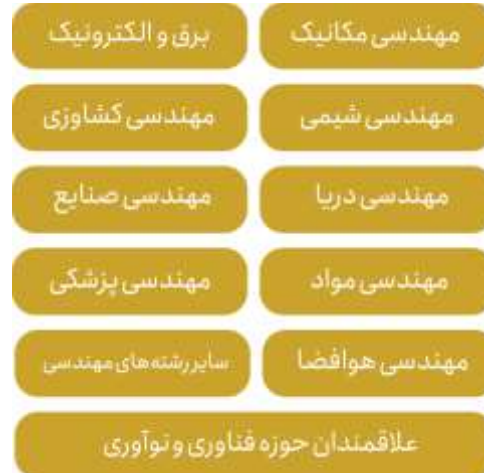 مهندسی مکانیک
برق و الکترونیک
مهندسی شیمی
مهندسی کشاوزی
مهندسی دریا
مهندسی صنایع
مهندسی مواد
مهندسی پزشکی
مهندسی هوافضا
سایر رشته‌های مهندسی
علاقمندان حوزه فناوری و نوآوری